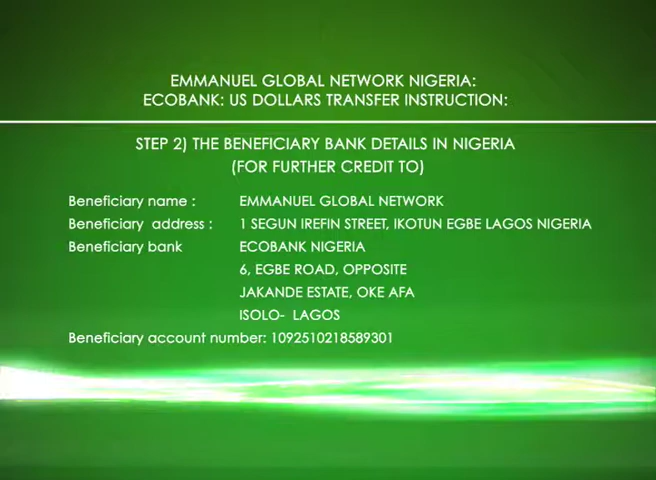 EMMANUEL GLOBAL NETWORK NIGERIA:
ECOBANK: US DOLLARS TRANSFER INSTRUCTION:
STEP 2) THE BENEFICIARY BANK DETAILS IN NIGERIA
(FOR FURTHER CREDIT TO)
Beneficiary name : EMMANUEL GLOBAL NETWORK
Beneficiary address : 1 SEGUN IREFIN STREET, IKOTUN EGBE LAGOS NIGERIA
Beneficiary bank ECOBANK NIGERIA
6, EGBE ROAD, OPPOSITE
JAKANDE ESTATE, OKE AFA
ISOLO- LAGOS
Beneficiary account number: 1092510218589301